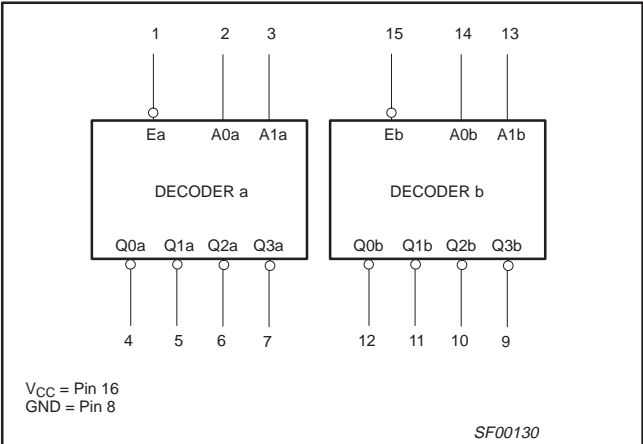 1 2 3 15 14 13
Ea A0a A1a Eb A0b A1b
DECODER a DECODER b
Q0a Q1a Q2a Q3a Q0b Q1b Q2b Q3b
4 5 6 7 12 11 10 9
VCC = Pin 16
GND = Pin 8
SF00130